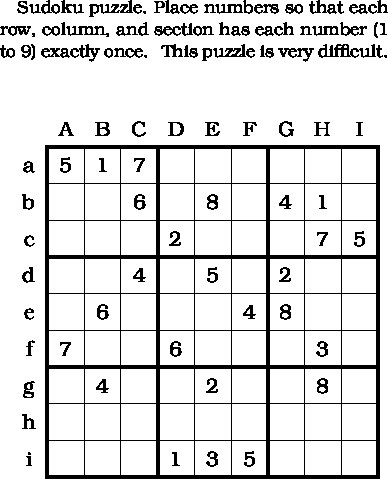 Sudoku puzzle. Place numbers so that each
row, column, and section has each number (1
to 9) exactly once. This puzzle is very difficult.
A B C D E F G H I
a 5 1 7
b 6 8 4 1
c 2 7 5
d 4 5 2
e 6 4 8
f 7 6 3
g 4 2 8
h
i 1 3 5